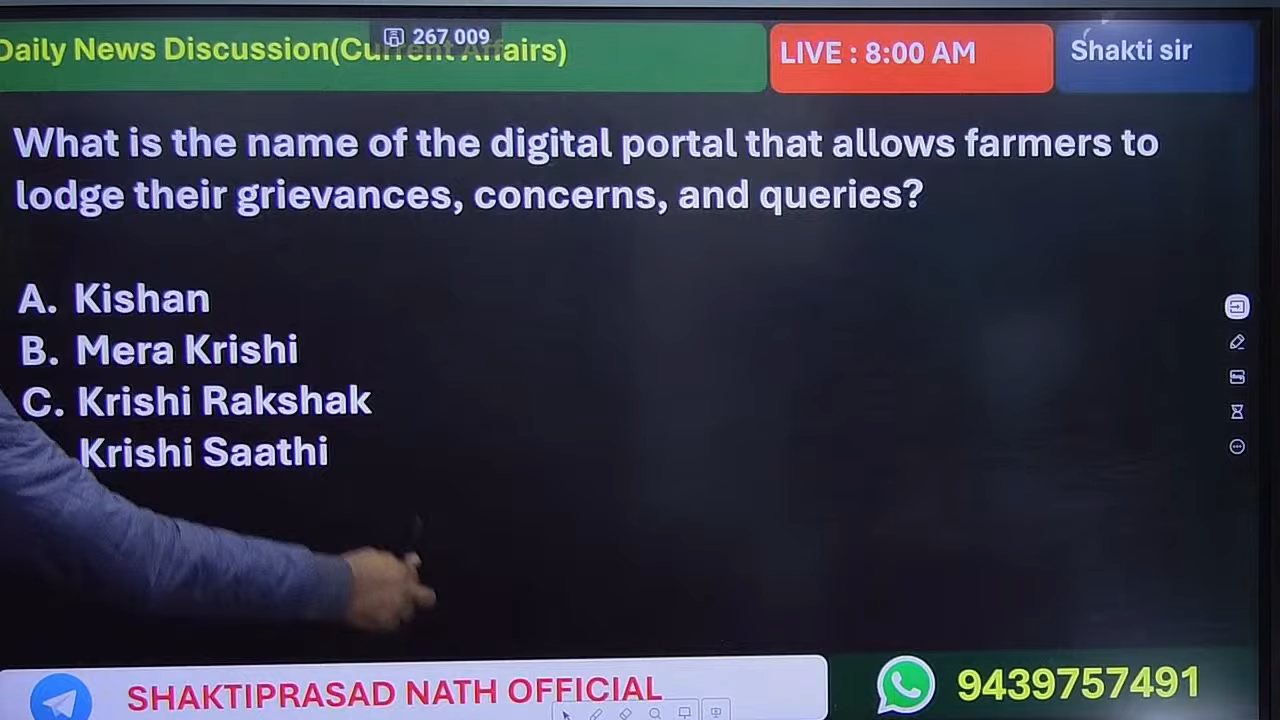 Daily News Discussion(Current Affairs)
267 009
LIVE : 8:00 AM
Shakti sir
What is the name of the digital portal that allows farmers to
lodge their grievances, concerns, and queries?
A. Kishan
B. Mera Krishi
C. Krishi Rakshak
Krishi Saathi
SHAKTIPRASAD NATH OFFICIAL
9439757491